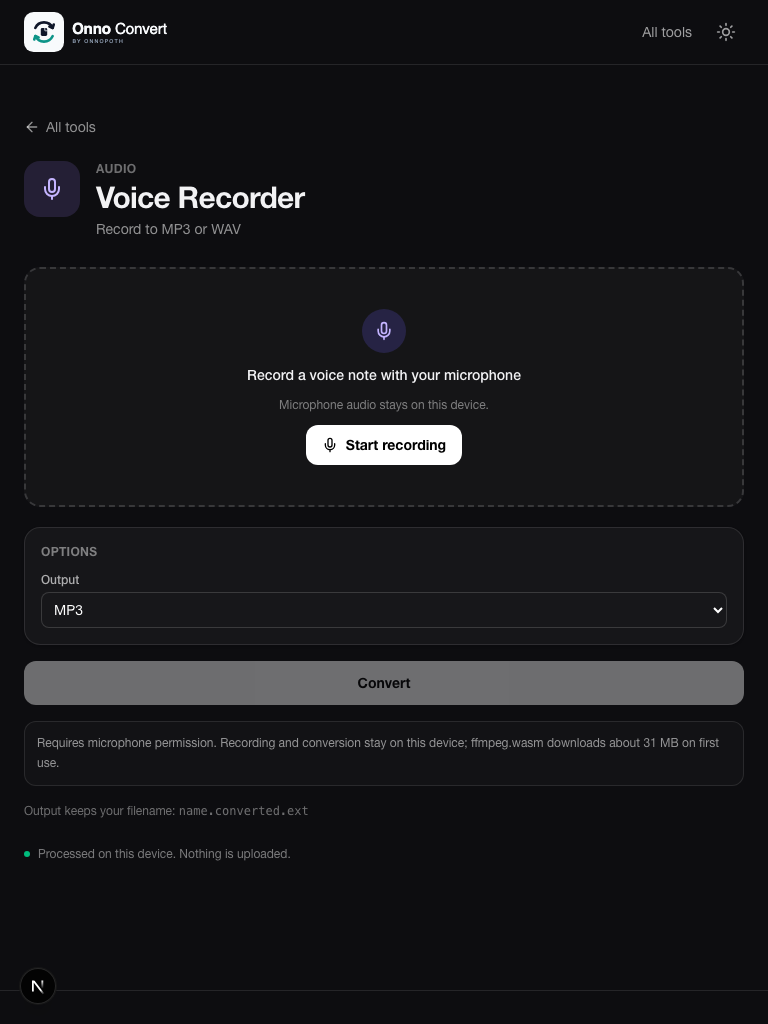 Onno Convert
BY ONNOPOTH
All tools
All tools
AUDIO
Voice Recorder
Record to MP3 or WAV
Record a voice note with your microphone
Microphone audio stays on this device.
Start recording
OPTIONS
Output
MP3
Convert
Requires microphone permission. Recording and conversion stay on this device; ffmpeg.wasm downloads about 31 MB on first
use.
Output keeps your filename: name.converted.ext
Processed on this device. Nothing is uploaded.
N